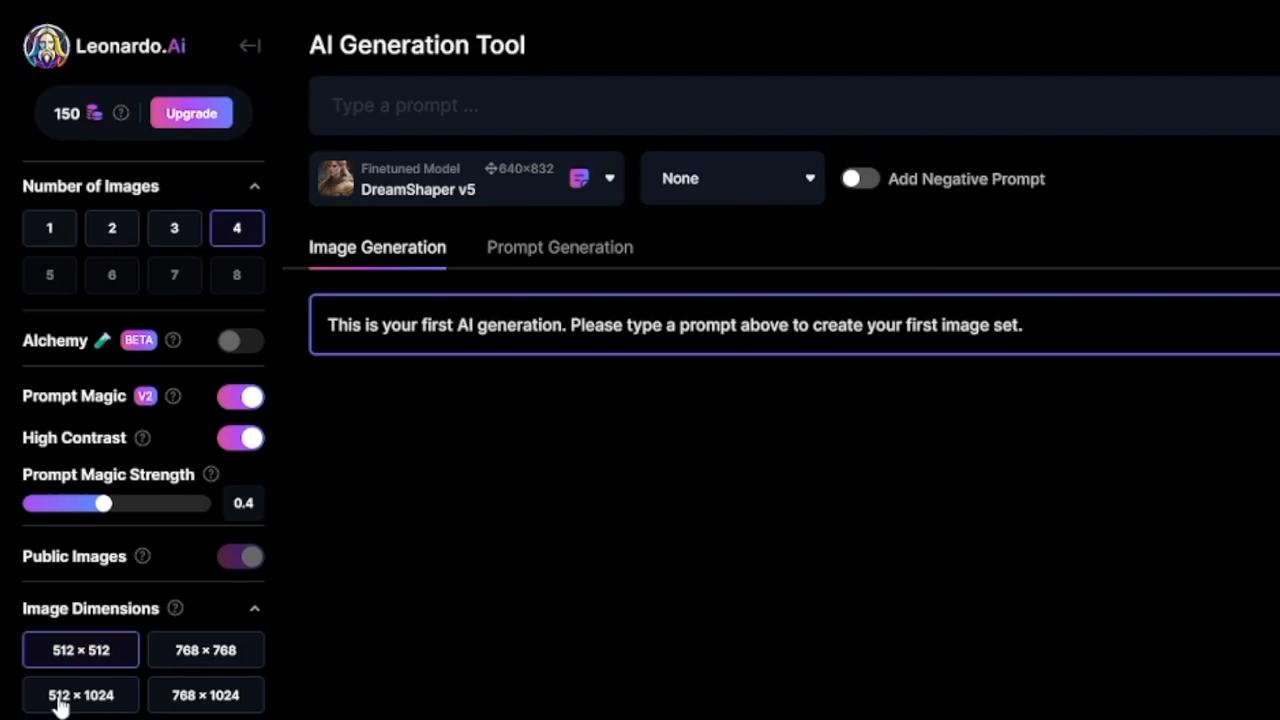 Leonardo.Ai
150
Upgrade
Number of Images
1 2 3 4
5 6 7 8
Alchemy BETA
Prompt Magic V2
High Contrast
Prompt Magic Strength
0.4
Public Images
Image Dimensions
512 × 512 768 × 768
512 × 1024 768 × 1024
AI Generation Tool
Type a prompt ...
Finetuned Model 640×832
DreamShaper v5
None
Add Negative Prompt
Image Generation Prompt Generation
This is your first AI generation. Please type a prompt above to create your first image set.